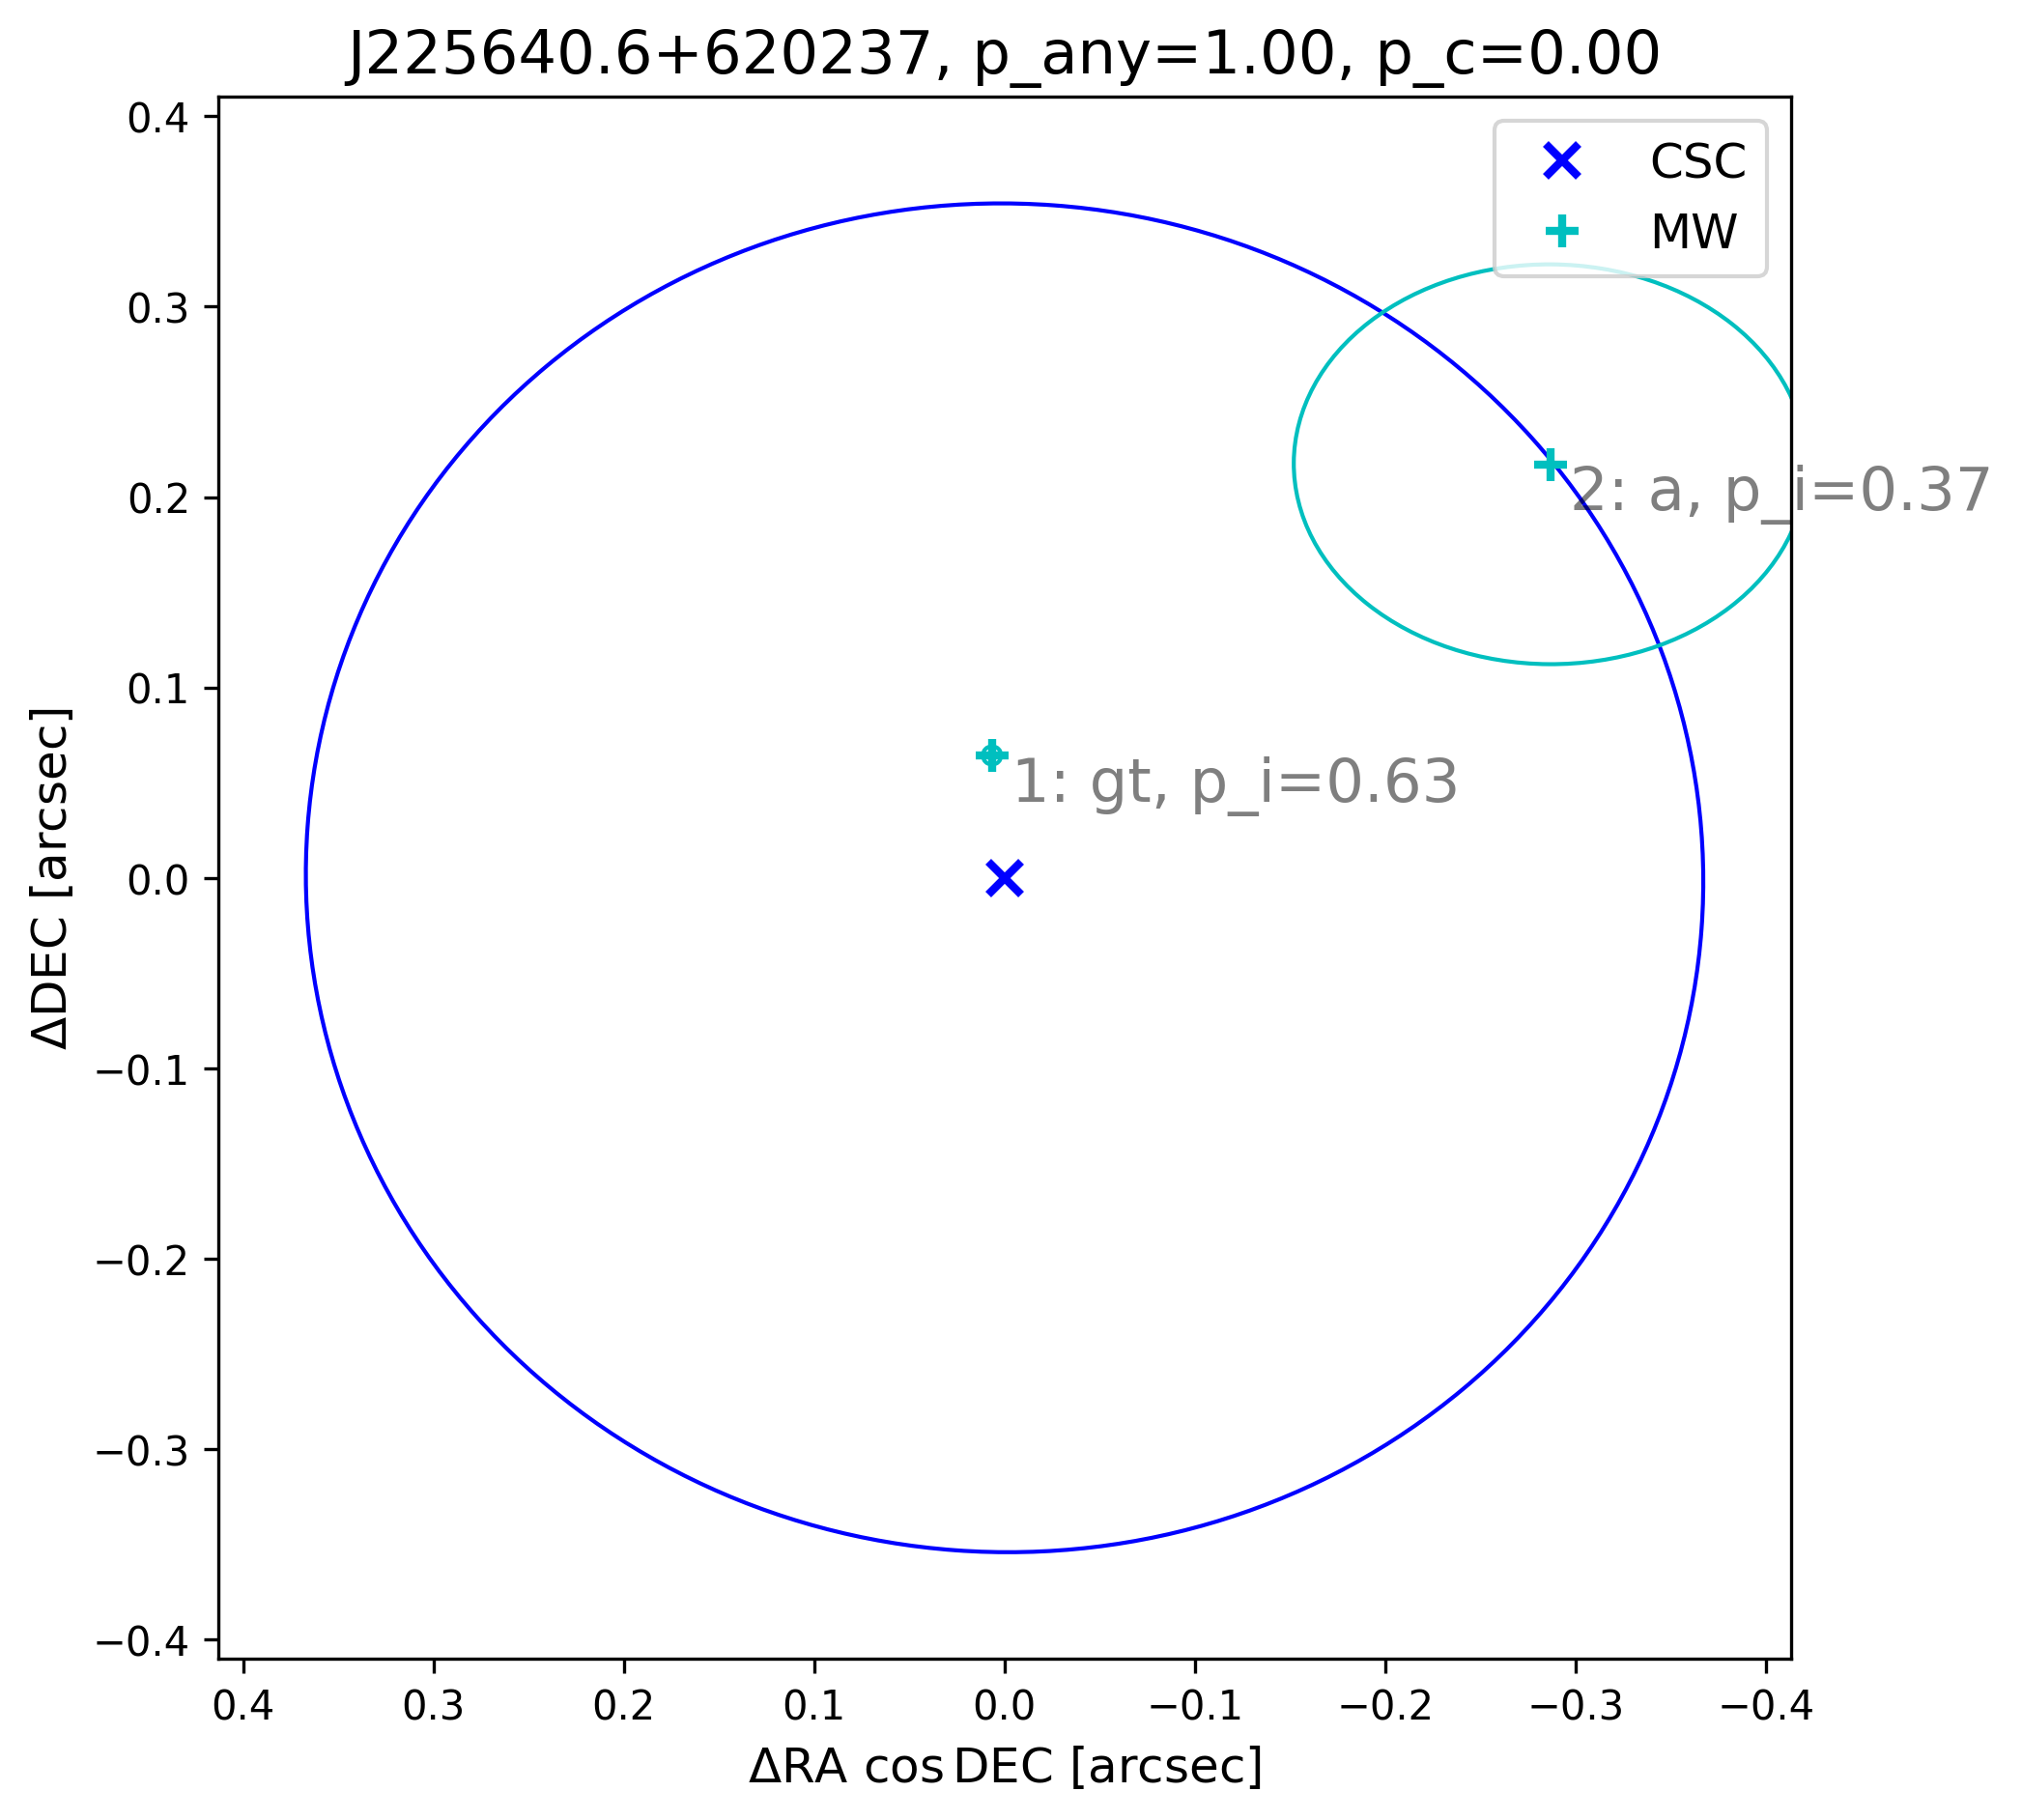 J225640.6+620237, p_any=1.00, p_c=0.00
CSC
MW
2: a, p_i=0.37
1: gt, p_i=0.63
0.4
0.3
0.2
0.1
0.0
−0.1
−0.2
−0.3
−0.4
ΔDEC [arcsec]
0.4 0.3 0.2 0.1 0.0 −0.1 −0.2 −0.3 −0.4
ΔRA cos DEC [arcsec]